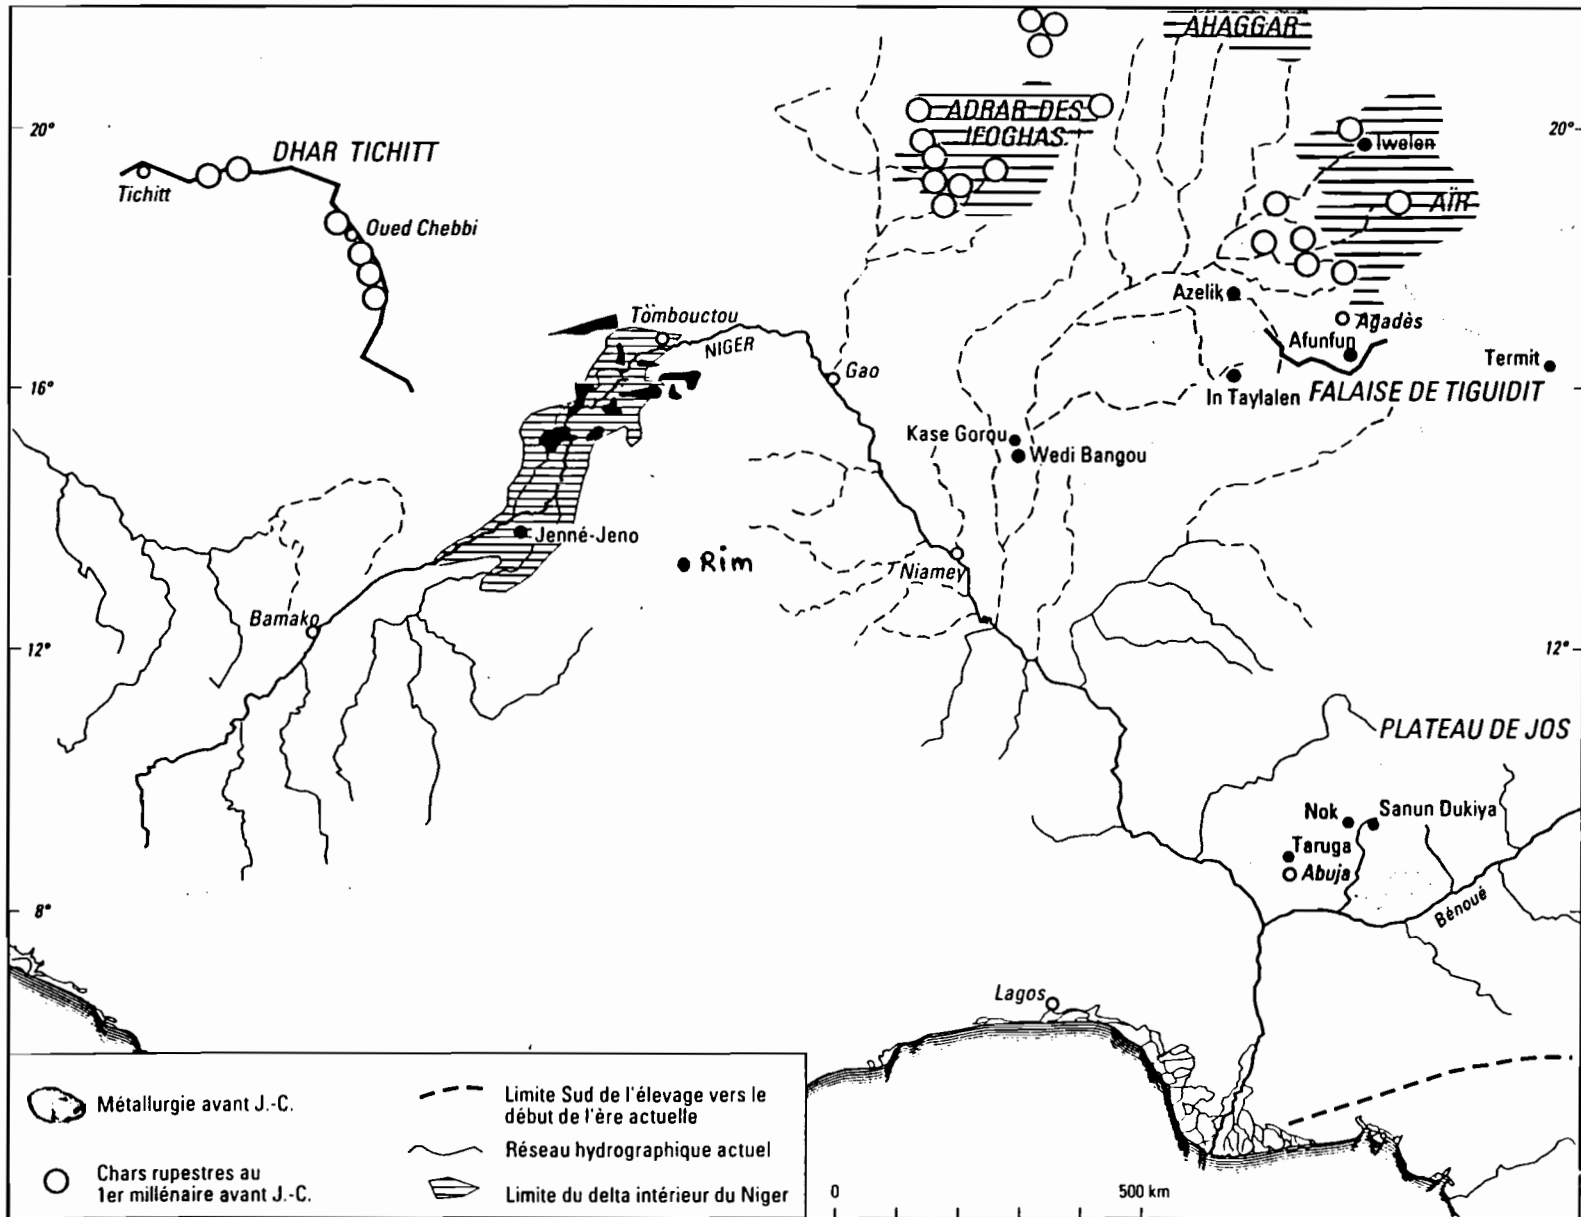 AHAGGAR
ADRAR DES
IFOGHAS
20°
20°
DHAR TICHITT
Tichitt
Oued Chebbi
Iwelen
AÏR
Azelik
Agadès
Afunfun
Termit
Tombouctou
NIGER
Gao
16°
16°
In Taylalen
FALAISE DE TIGUIDIT
Kase Gorou
Wedi Bangou
Jenné-Jeno
Rim
Niamey
Bamako
12°
12°
PLATEAU DE JOS
Nok
Sanun Dukiya
Taruga
Abuja
8°
Bénoué
Lagos
Métallurgie avant J.-C.
Chars rupestres au
1er millénaire avant J.-C.
Limite Sud de l'élevage vers le
début de l'ère actuelle
Réseau hydrographique actuel
Limite du delta intérieur du Niger
0
500 km